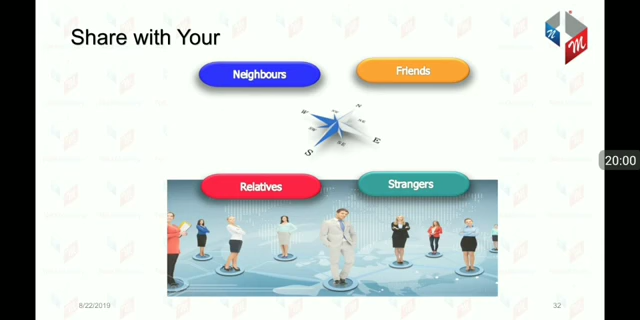 Share with Your
Neighbours
Friends
W
N
S
E
Relatives
Strangers
20:00
8/22/2019
32
N
M